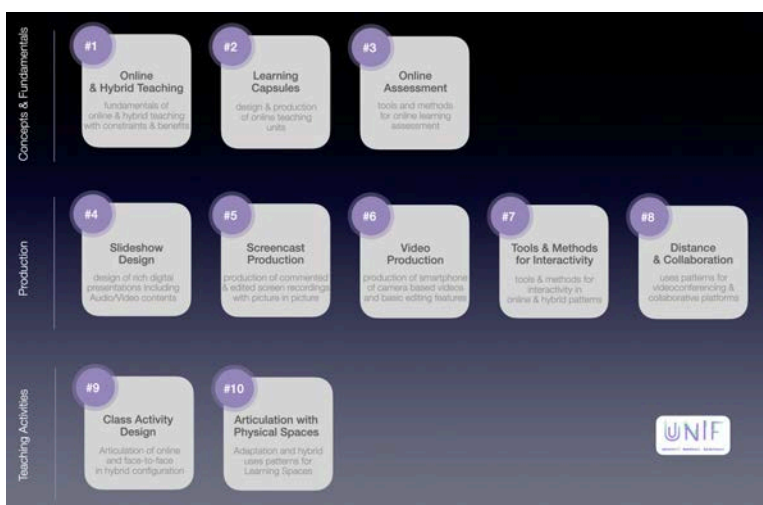 Concepts & Fundamentals
#1
Online
& Hybrid Teaching
fundamentals of
online & hybrid teaching
with constraints & benefits
#2
Learning
Capsules
design & production
of online teaching
units
#3
Online
Assessment
tools and methods
for online learning
assessment
Production
#4
Slideshow
Design
design of rich digital
presentations including
Audio/Video contents
#5
Screencast
Production
production of commented
& edited screen recordings
with picture in picture
#6
Video
Production
production of smartphone
of camera based videos
and basic editing features
#7
Tools & Methods
for Interactivity
tools & methods for
interactivity in
online & hybrid patterns
#8
Distance
& Collaboration
uses patterns for
videoconferencing &
collaborative platforms
Teaching Activities
#9
Class Activity
Design
Articulation of online
and face-to-face
in hybrid configuration
#10
Articulation with
Physical Spaces
Adaptation and hybrid
uses patterns for
Learning Spaces
UNIF